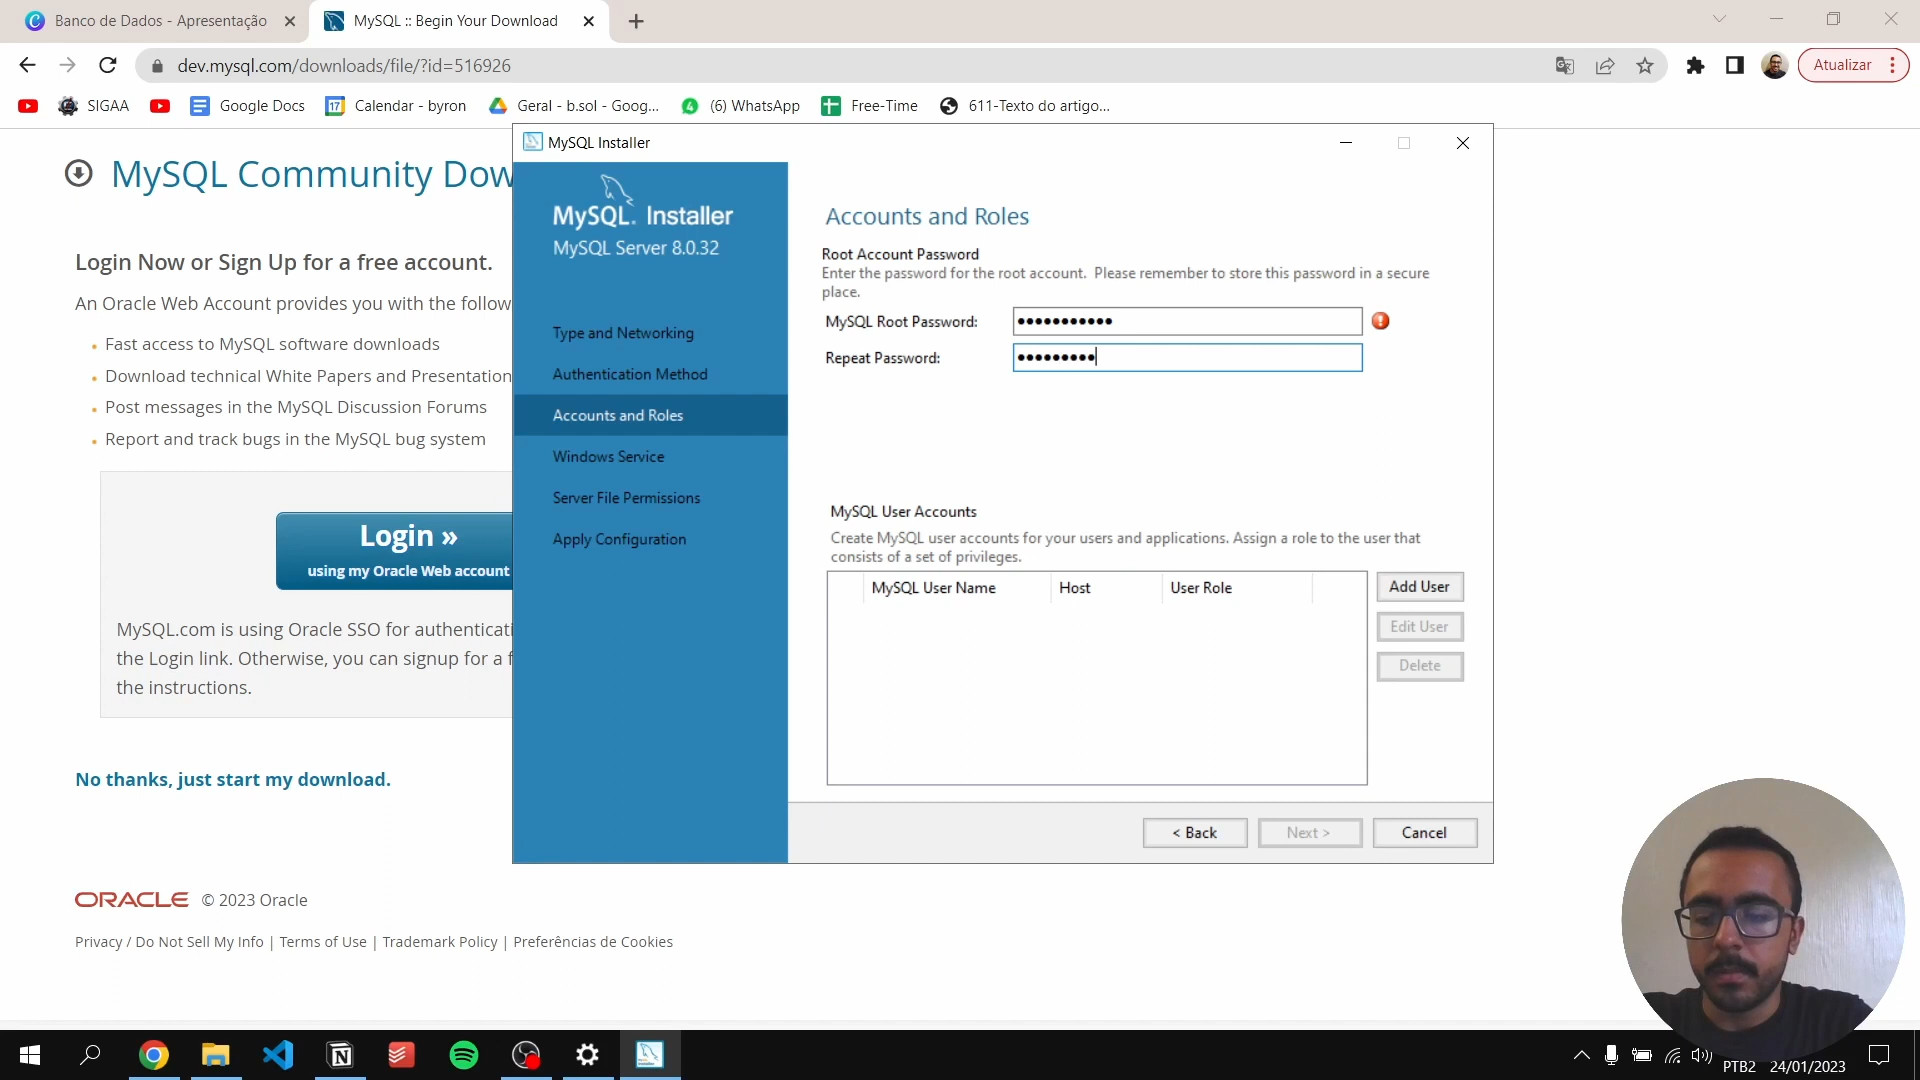 Banco de Dados - Apresentação
MySQL :: Begin Your Download
dev.mysql.com/downloads/file/?id=516926
Atualizar
SIGAA
Google Docs
Calendar - byron
Geral - b.sol - Goog...
(6) WhatsApp
Free-Time
611-Texto do artigo...
MySQL Community Dow
Login Now or Sign Up for a free account.
An Oracle Web Account provides you with the follow
Fast access to MySQL software downloads
Download technical White Papers and Presentation
Post messages in the MySQL Discussion Forums
Report and track bugs in the MySQL bug system
Login »
using my Oracle Web account
MySQL.com is using Oracle SSO for authenticati
the Login link. Otherwise, you can signup for a f
the instructions.
No thanks, just start my download.
ORACLE © 2023 Oracle
Privacy / Do Not Sell My Info | Terms of Use | Trademark Policy | Preferências de Cookies
MySQL Installer
MySQL. Installer
MySQL Server 8.0.32
Type and Networking
Authentication Method
Accounts and Roles
Windows Service
Server File Permissions
Apply Configuration
Accounts and Roles
Root Account Password
Enter the password for the root account. Please remember to store this password in a secure
place.
MySQL Root Password: •••••••••••
Repeat Password: •••••••••
MySQL User Accounts
Create MySQL user accounts for your users and applications. Assign a role to the user that
consists of a set of privileges.
MySQL User Name Host User Role
Add User
Edit User
Delete
< Back
Next >
Cancel
PTB2 24/01/2023